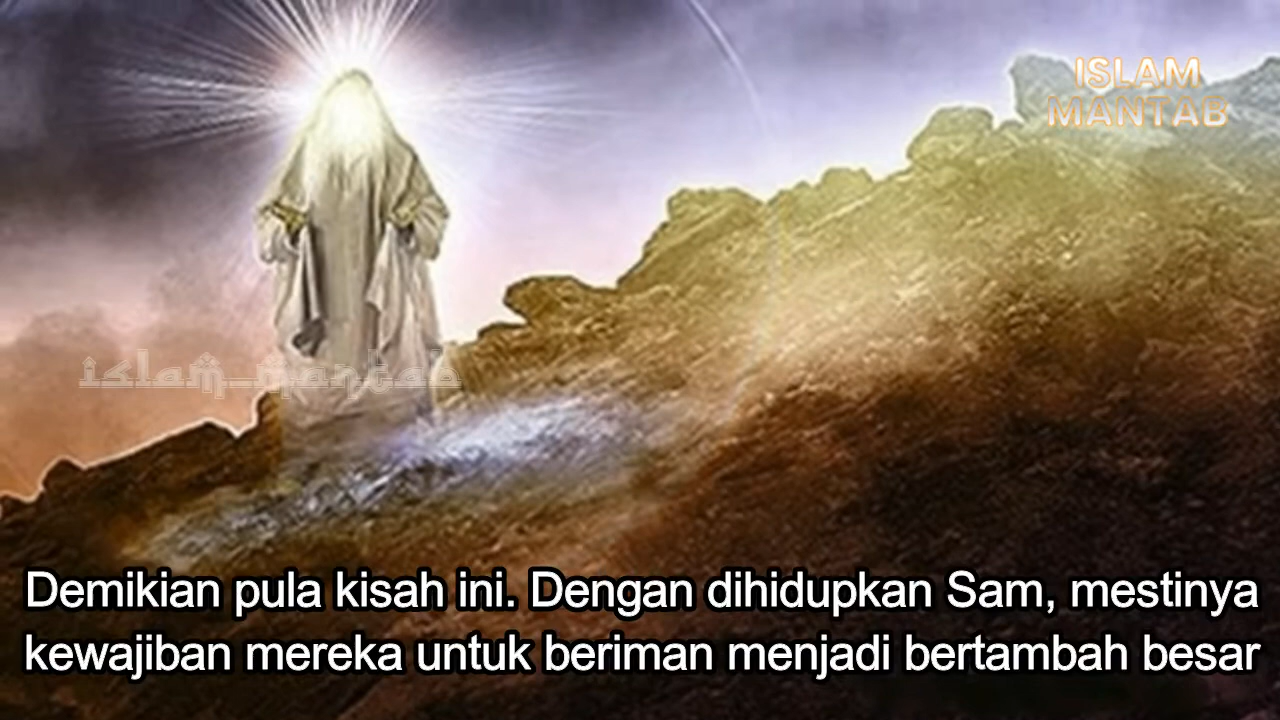 ISLAM
MANTAB
islam_mantab
Demikian pula kisah ini. Dengan dihidupkan Sam, mestinya
kewajiban mereka untuk beriman menjadi bertambah besar